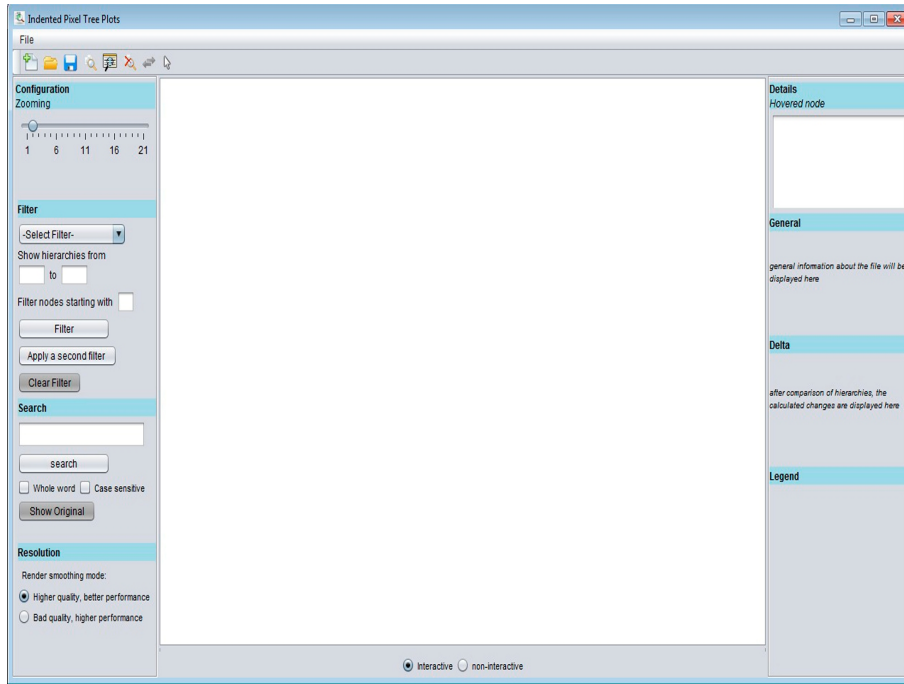 Indented Pixel Tree Plots
File
Configuration
Zooming
1 6 11 16 21
Filter
-Select Filter-
Show hierarchies from
to
Filter nodes starting with
Filter
Apply a second filter
Clear Filter
Search
search
Whole word Case sensitive
Show Original
Resolution
Render smoothing mode:
Higher quality, better performance
Bad quality, higher performance
Interactive non-interactive
Details
Hovered node
General
general information about the file will be
displayed here
Delta
after comparison of hierarchies, the
calculated changes are displayed here
Legend